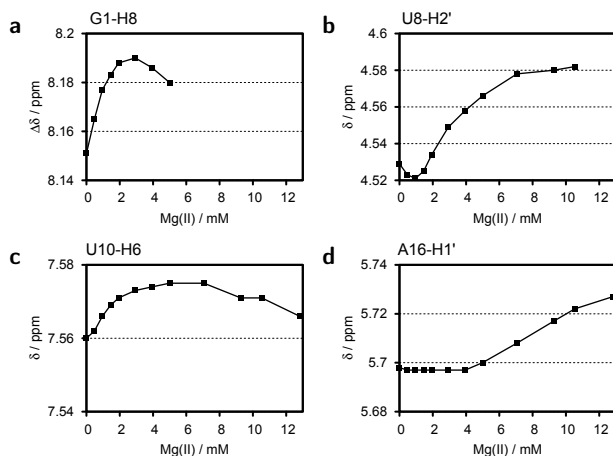 a
G1-H8
8.2
8.18
8.16
8.14
Δδ / ppm
0 2 4 6 8 10 12
Mg(II) / mM
b
U8-H2'
4.6
4.58
4.56
4.54
4.52
δ / ppm
0 2 4 6 8 10 12
Mg(II) / mM
c
U10-H6
7.58
7.56
7.54
δ / ppm
0 2 4 6 8 10 12
Mg(II) / mM
d
A16-H1'
5.74
5.72
5.7
5.68
δ / ppm
0 2 4 6 8 10 12
Mg(II) / mM